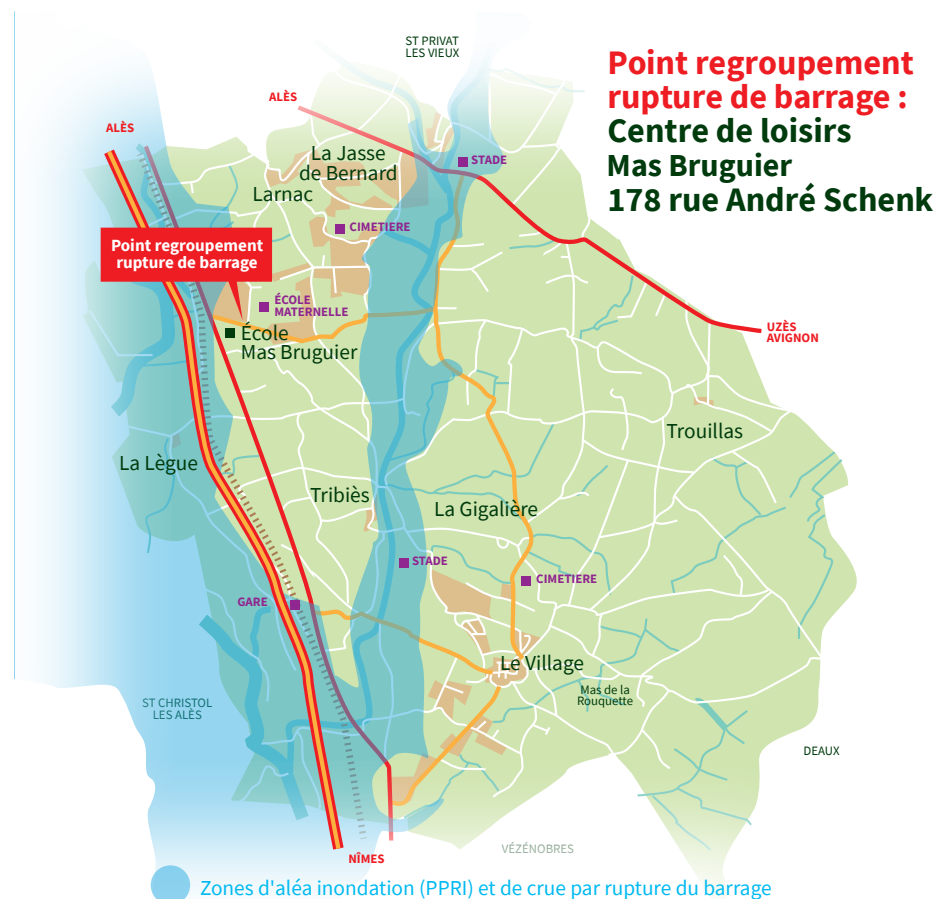 ST PRIVAT
LES VIEUX
Point regroupement
rupture de barrage :
Centre de loisirs
Mas Bruguier
178 rue André Schenk
ALÈS
ALÈS
La Jasse
de Bernard
STADE
Larnac
CIMETIERE
Point regroupement
rupture de barrage
ÉCOLE
MATERNELLE
École
Mas Bruguier
UZÈS
AVIGNON
Trouillas
La Lègue
Tribiès
La Gigalière
STADE
CIMETIERE
GARE
Le Village
Mas de la
Rouquette
ST CHRISTOL
LES ALÈS
DEAUX
VÉZÉNOBRES
NÎMES
Zones d'aléa inondation (PPRI) et de crue par rupture du barrage